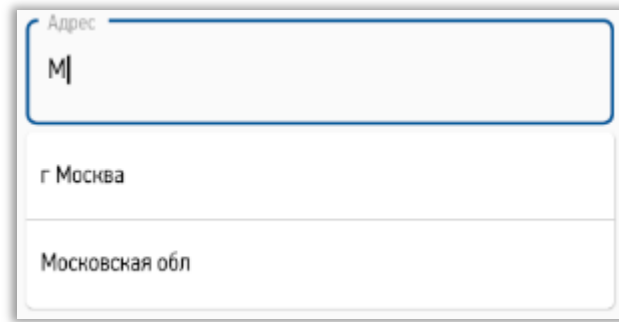 Адрес
М
г Москва
Московская обл